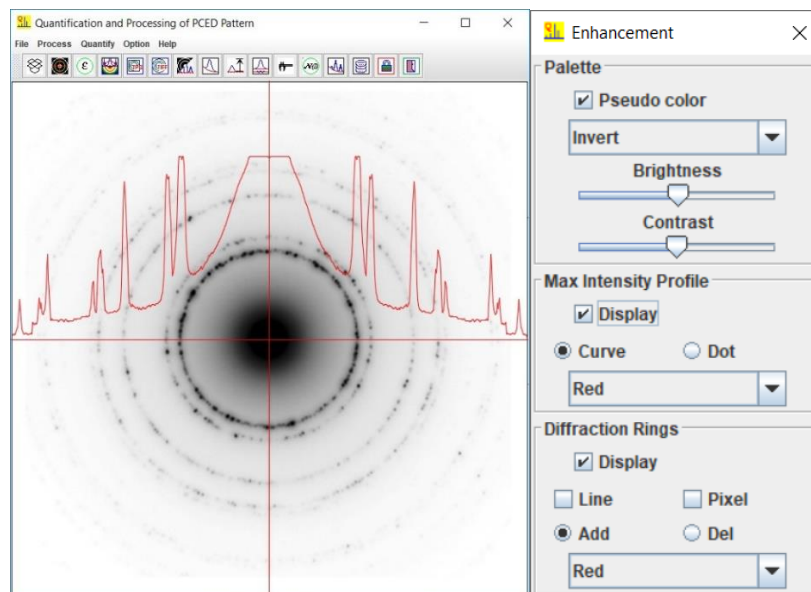 Quantification and Processing of PCED Pattern
File Process Quantify Option Help
Enhancement
Palette
Pseudo color
Invert
Brightness
Contrast
Max Intensity Profile
Display
Curve Dot
Red
Diffraction Rings
Display
Line Pixel
Add Del
Red